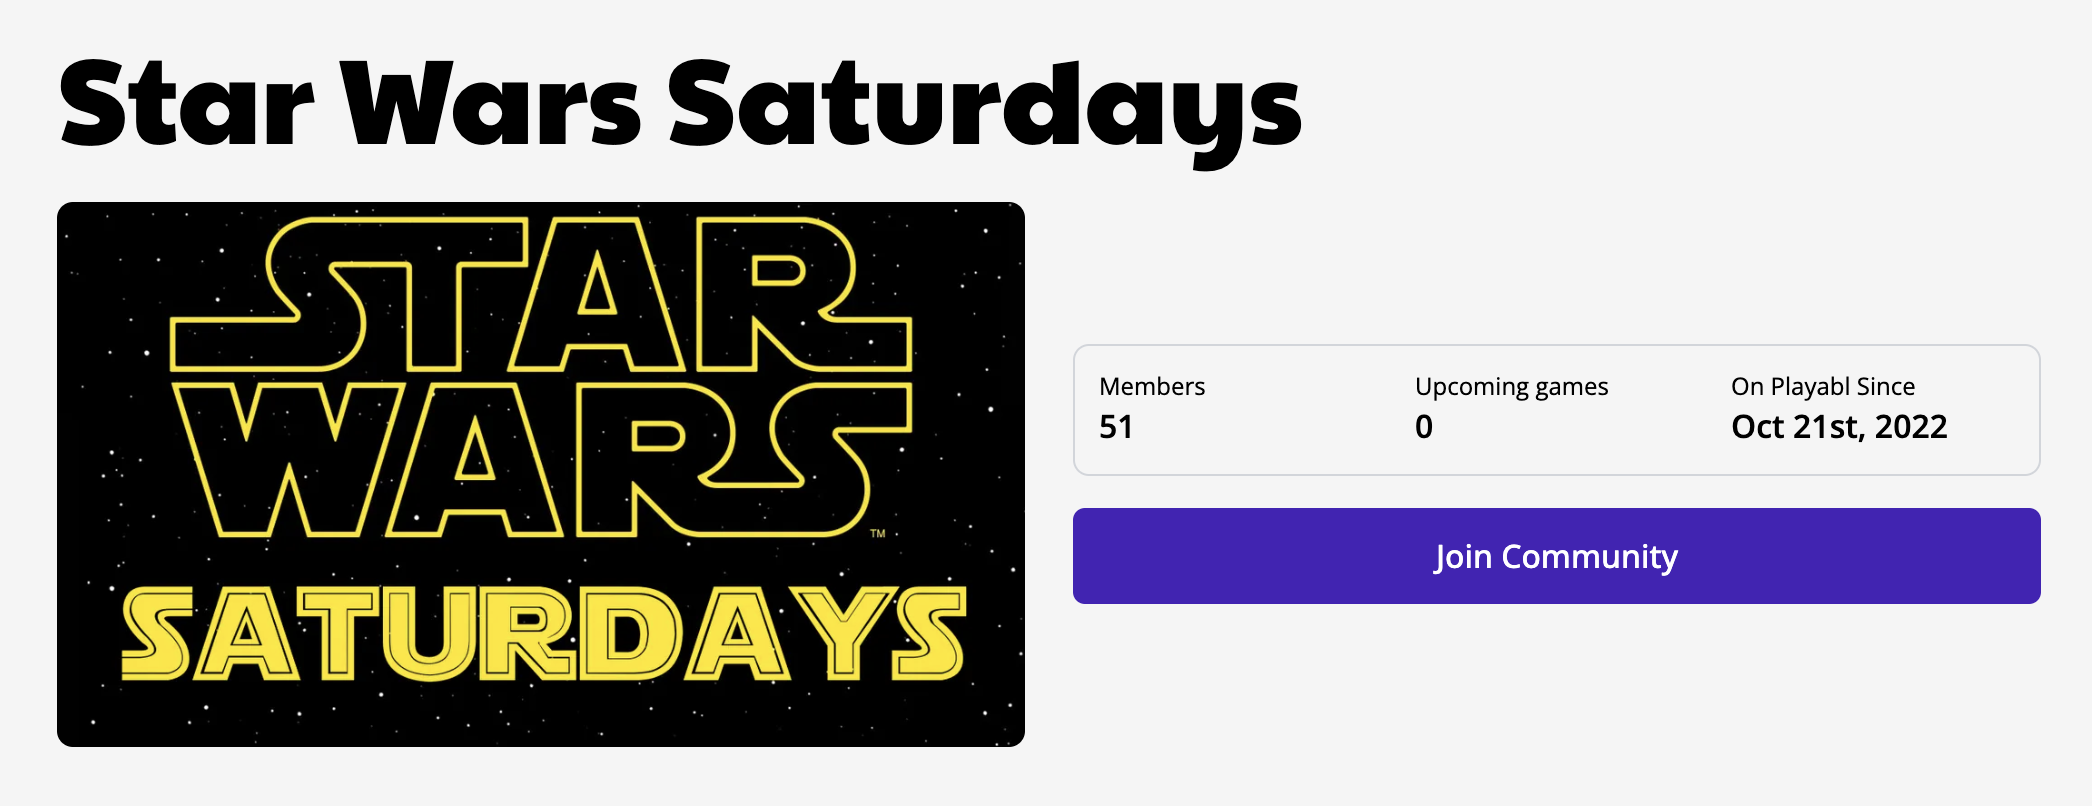 Star Wars Saturdays
STAR
WARS
TM
SATURDAYS
Members
51
Upcoming games
0
On Playabl Since
Oct 21st, 2022
Join Community